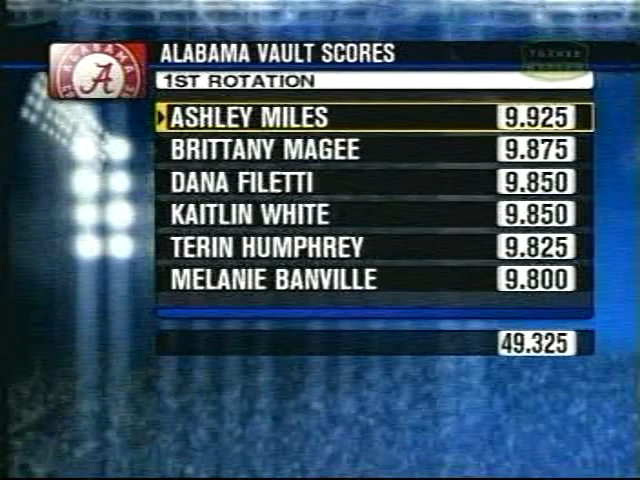 ALABAMA VAULT SCORES
1ST ROTATION
ASHLEY MILES 9.925
BRITTANY MAGEE 9.875
DANA FILETTI 9.850
KAITLIN WHITE 9.850
TERIN HUMPHREY 9.825
MELANIE BANVILLE 9.800
49.325
ALABAMA
A